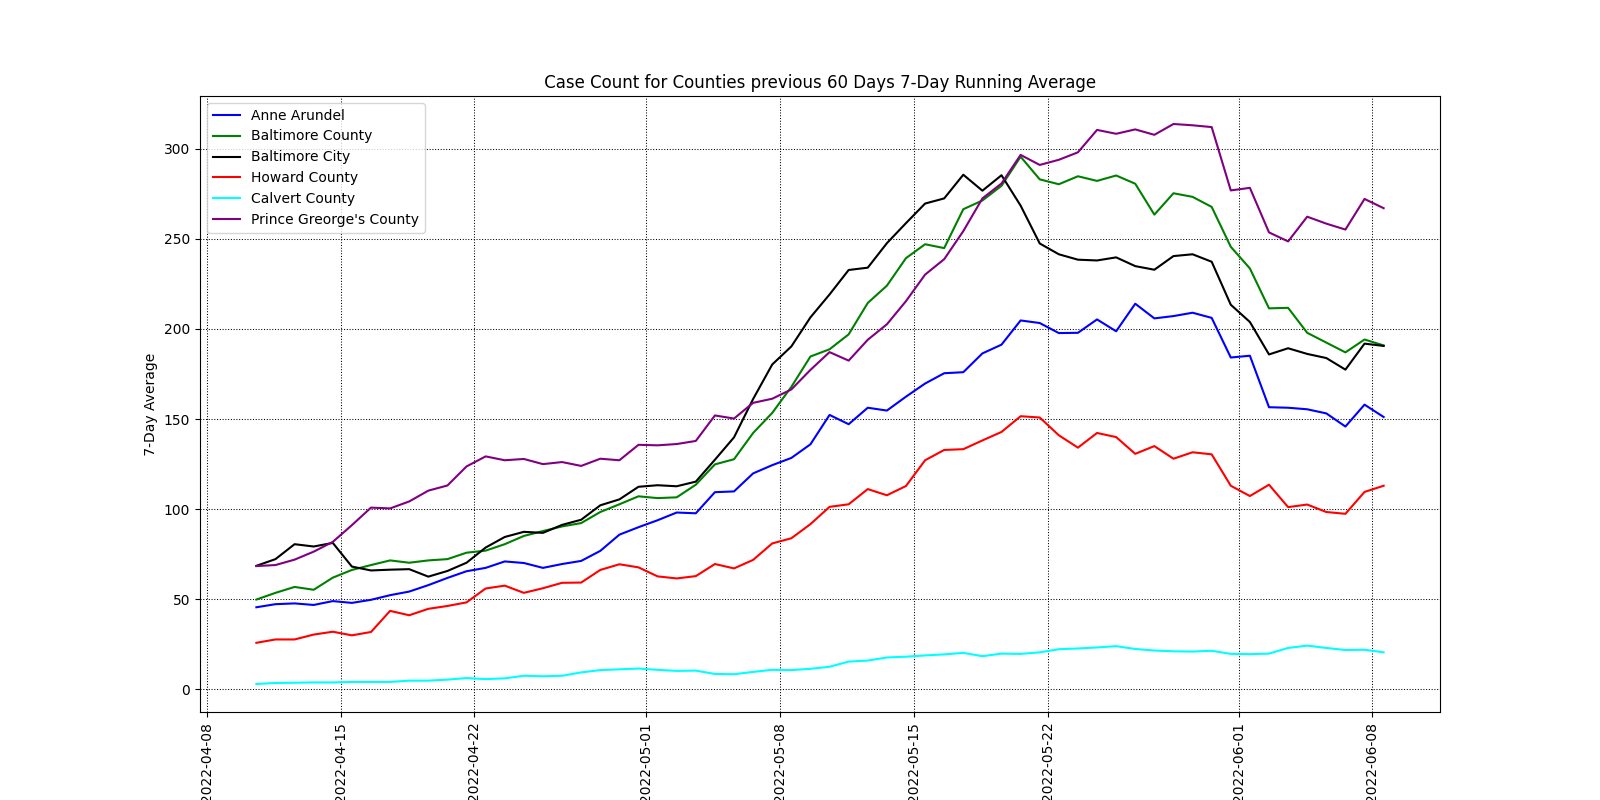 Case Count for Counties previous 60 Days 7-Day Running Average
Anne Arundel
Baltimore County
Baltimore City
Howard County
Calvert County
Prince Greorge's County
7-Day Average
300
250
200
150
100
50
0
2022-04-08
2022-04-15
2022-04-22
2022-05-01
2022-05-08
2022-05-15
2022-05-22
2022-06-01
2022-06-08